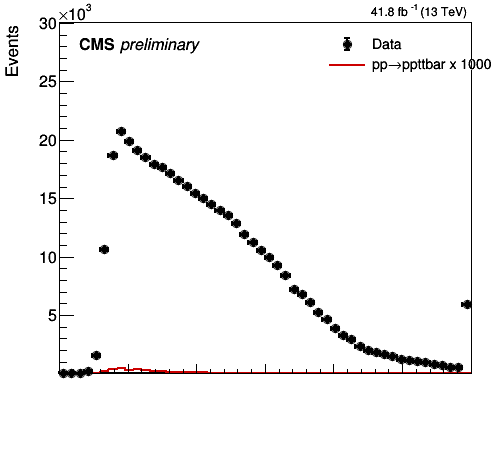 ×10³
41.8 fb⁻¹ (13 TeV)
Events
30
CMS preliminary
Data
pp→ppttbar x 1000
25
20
15
10
5